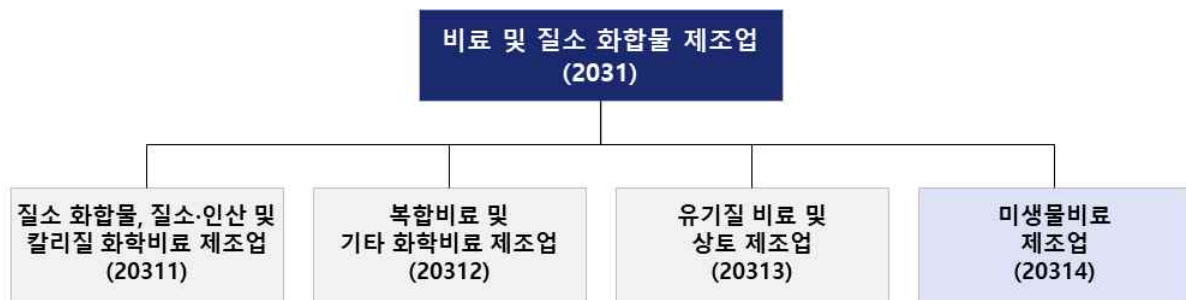 비료 및 질소 화합물 제조업
(2031)
질소 화합물, 질소·인산 및
칼리질 화학비료 제조업
(20311)
복합비료 및
기타 화학비료 제조업
(20312)
유기질 비료 및
상토 제조업
(20313)
미생물비료
제조업
(20314)